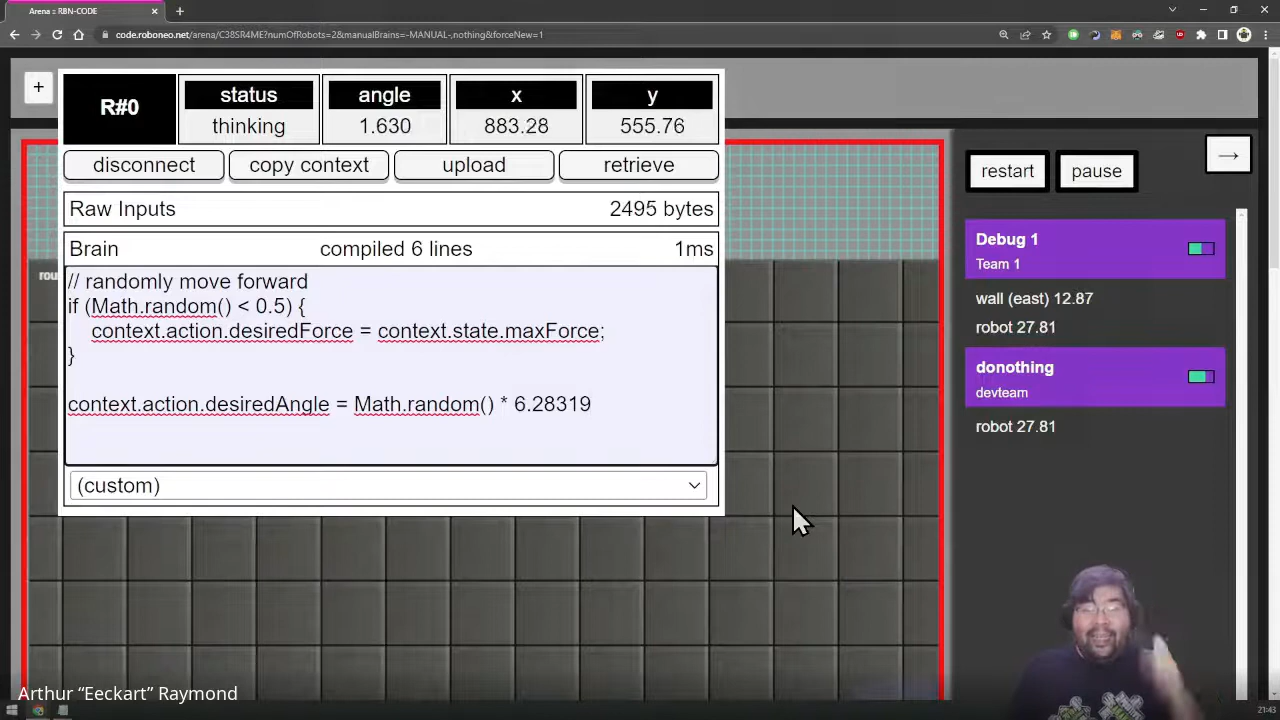 Arena :: RBN-CODE
code.roboneo.net/arena/C38SR4ME?numOfRobots=2&manualBrains=-MANUAL-,nothing&forceNew=1
+
R#0
status
angle
x
y
thinking
1.630
883.28
555.76
disconnect
copy context
upload
retrieve
Raw Inputs
2495 bytes
Brain
compiled 6 lines
1ms
// randomly move forward
if (Math.random() < 0.5) {
context.action.desiredForce = context.state.maxForce;
}
context.action.desiredAngle = Math.random() * 6.28319
(custom)
rou
restart
pause
→
Debug 1
Team 1
wall (east) 12.87
robot 27.81
donothing
devteam
robot 27.81
Arthur “Eeckart” Raymond
21:43